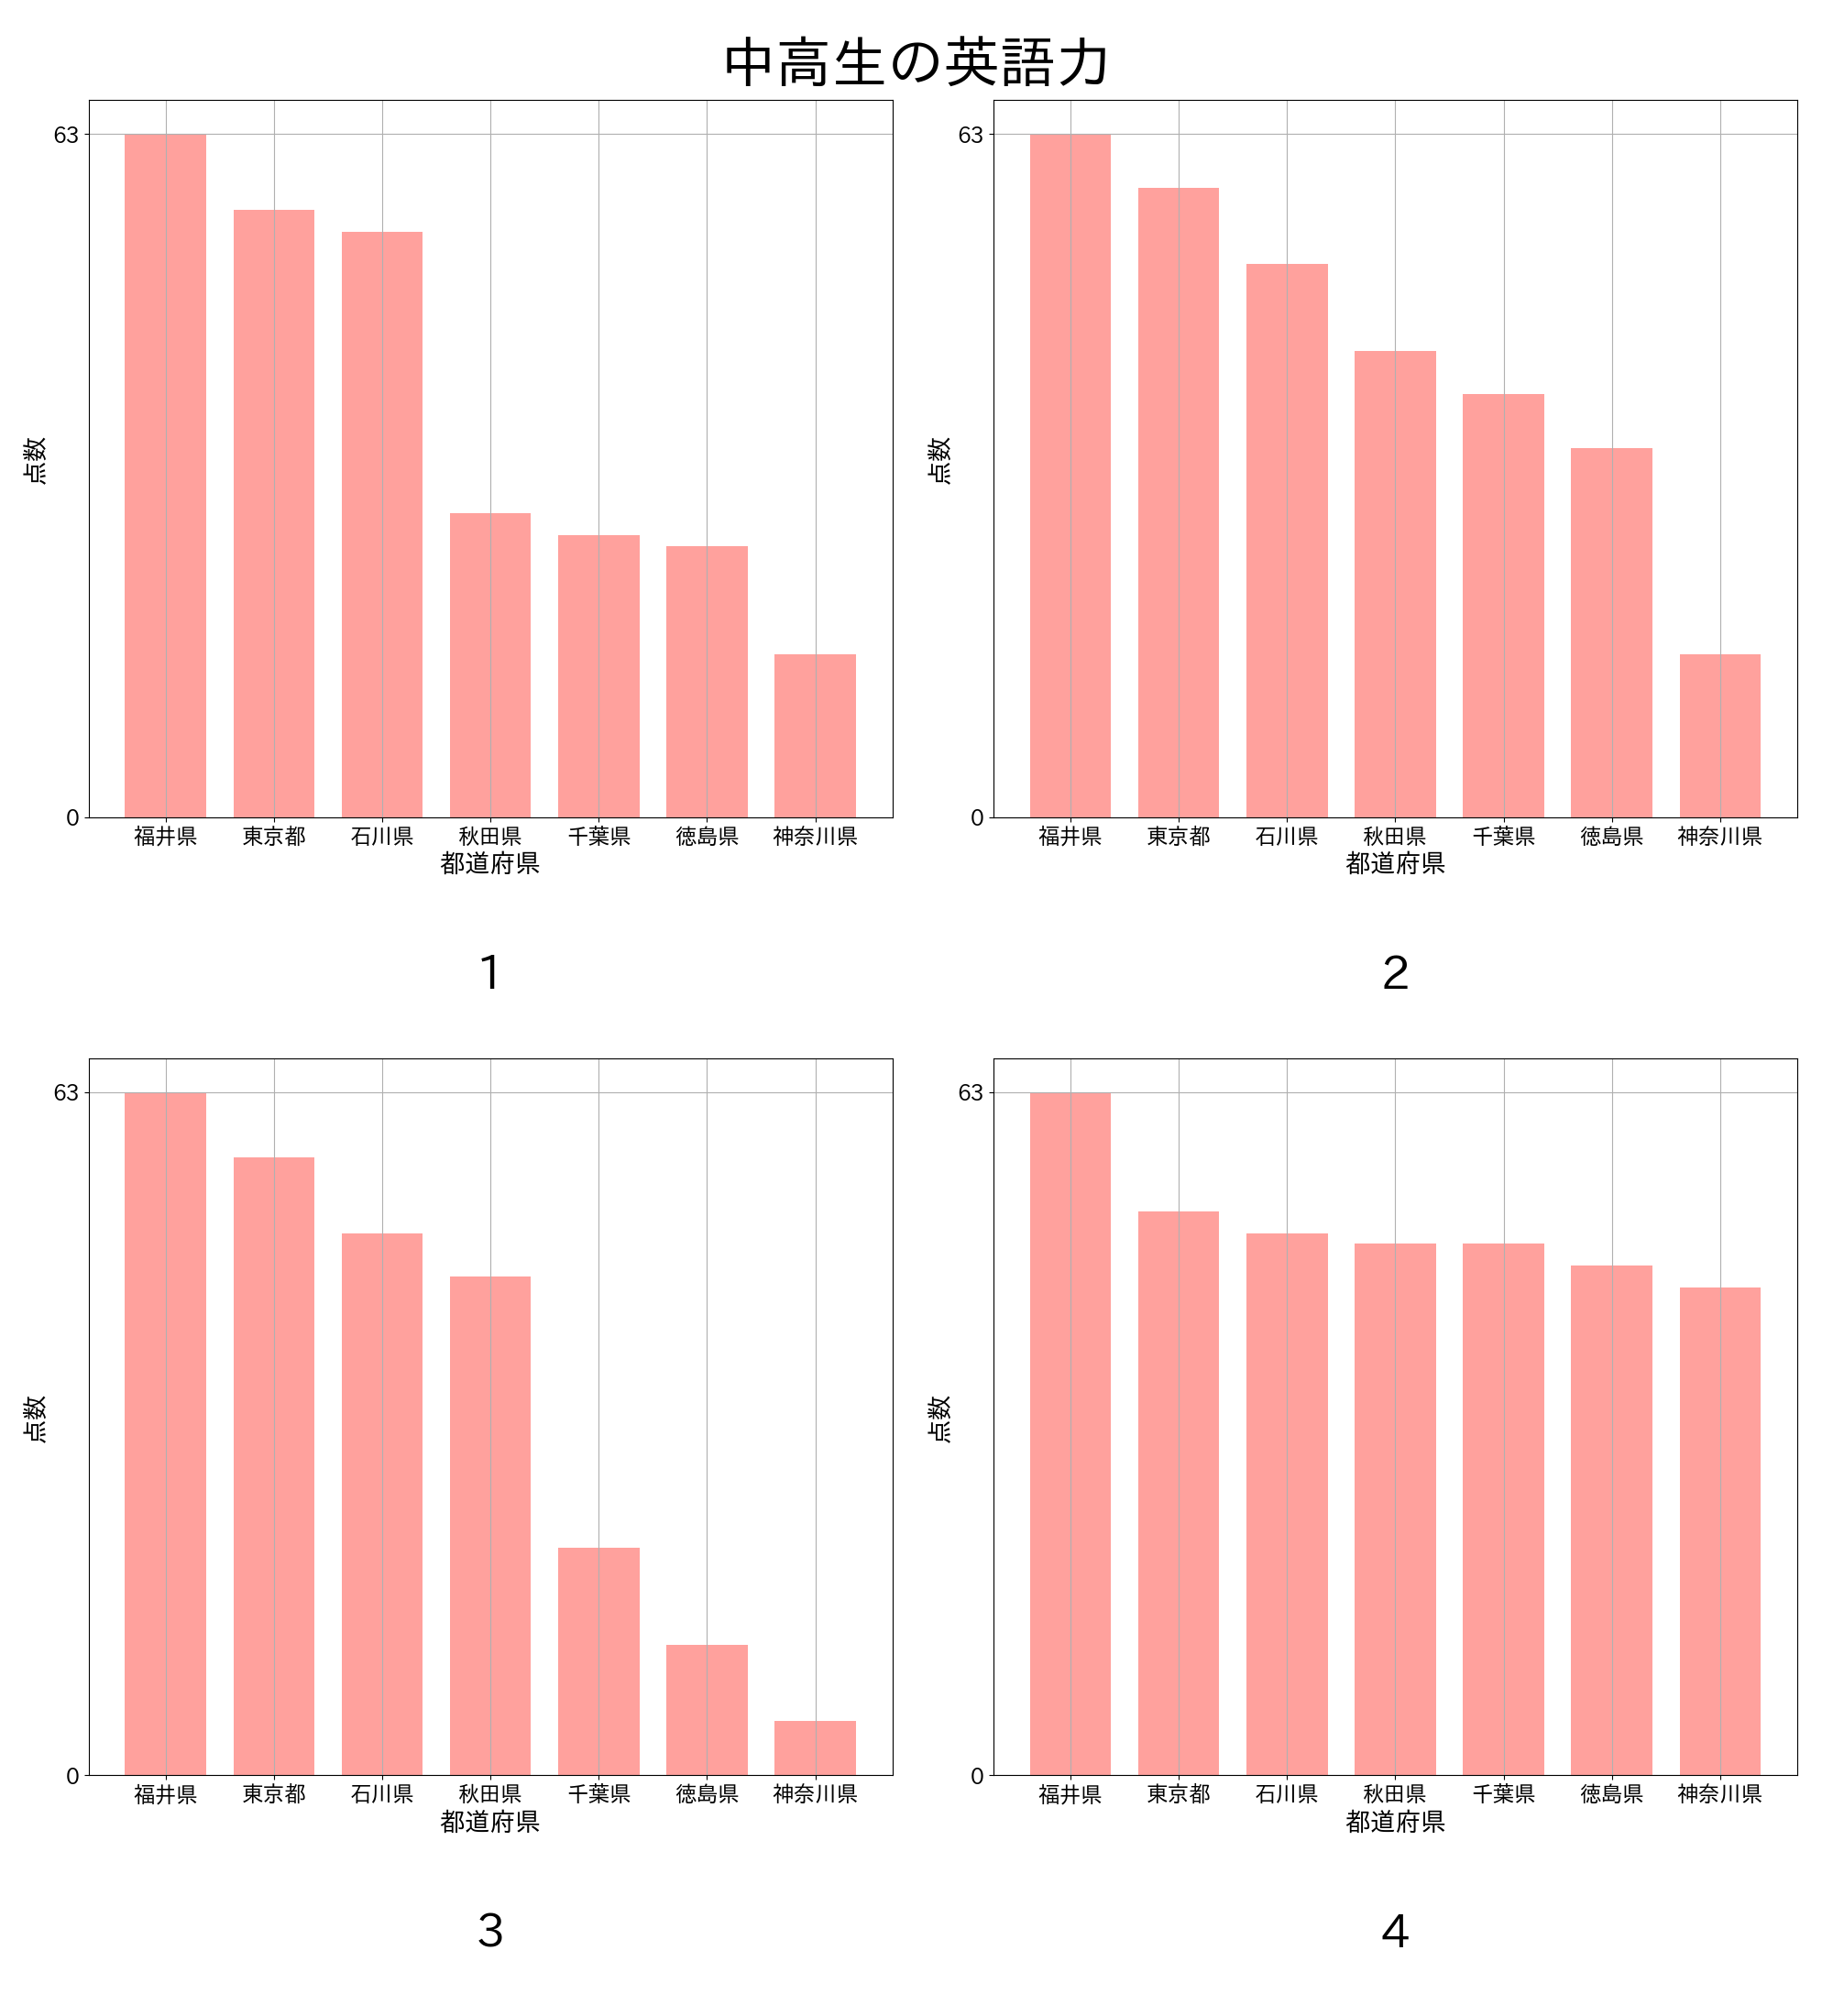 中高生の英語力
63
0
点数
福井県 東京都 石川県 秋田県 千葉県 徳島県 神奈川県
都道府県
1
63
0
点数
福井県 東京都 石川県 秋田県 千葉県 徳島県 神奈川県
都道府県
2
63
0
点数
福井県 東京都 石川県 秋田県 千葉県 徳島県 神奈川県
都道府県
3
63
0
点数
福井県 東京都 石川県 秋田県 千葉県 徳島県 神奈川県
都道府県
4